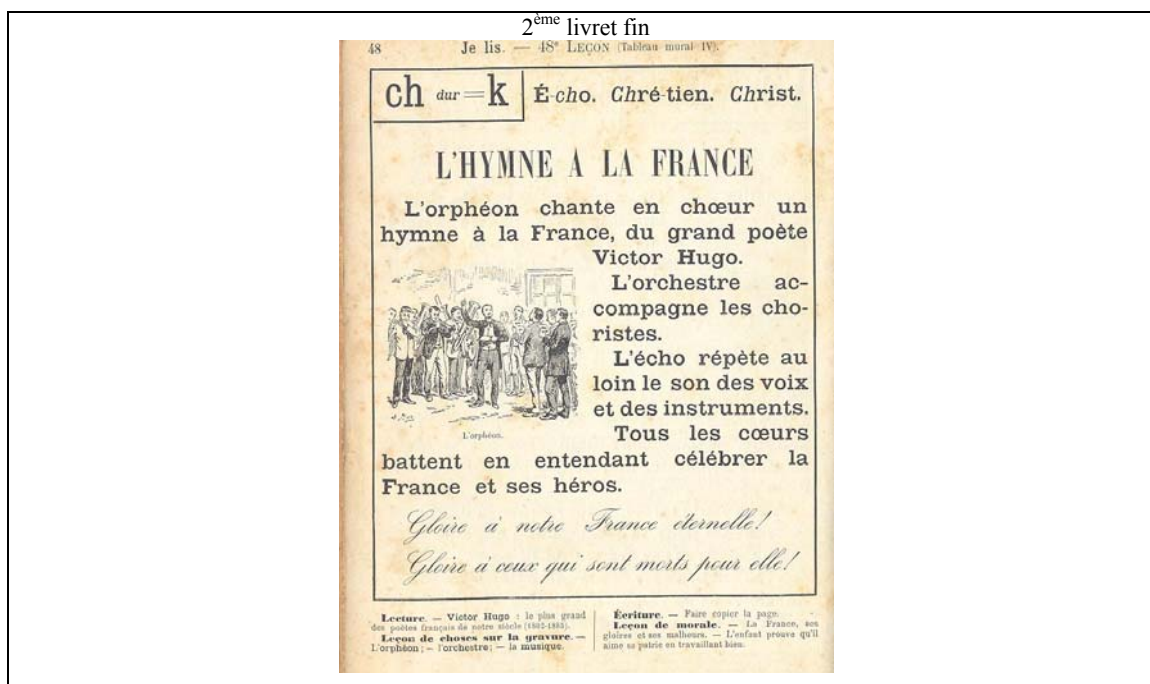 2ème livret fin
48 Je lis. — 48e LEÇON (Tableau mural IV).
ch dur = k É-cho. Chré-tien. Christ.
L'HYMNE A LA FRANCE
L'orphéon chante en chœur un
hymne à la France, du grand poète
Victor Hugo.
L'orchestre ac-
compagne les cho-
ristes.
L'écho répète au
loin le son des voix
et des instruments.
L'orphéon.
Tous les cœurs
battent en entendant célébrer la
France et ses héros.
Gloire à notre France éternelle!
Gloire à ceux qui sont morts pour elle!
Lecture. — Victor Hugo : le plus grand
des poètes français de notre siècle (1802-1885).
Leçon de choses sur la gravure. —
L'orphéon; — l'orchestre; — la musique.
Écriture. — Faire copier la page.
Leçon de morale. — La France, ses
gloires et ses malheurs. — L'enfant prouve qu'il
aime sa patrie en travaillant bien.